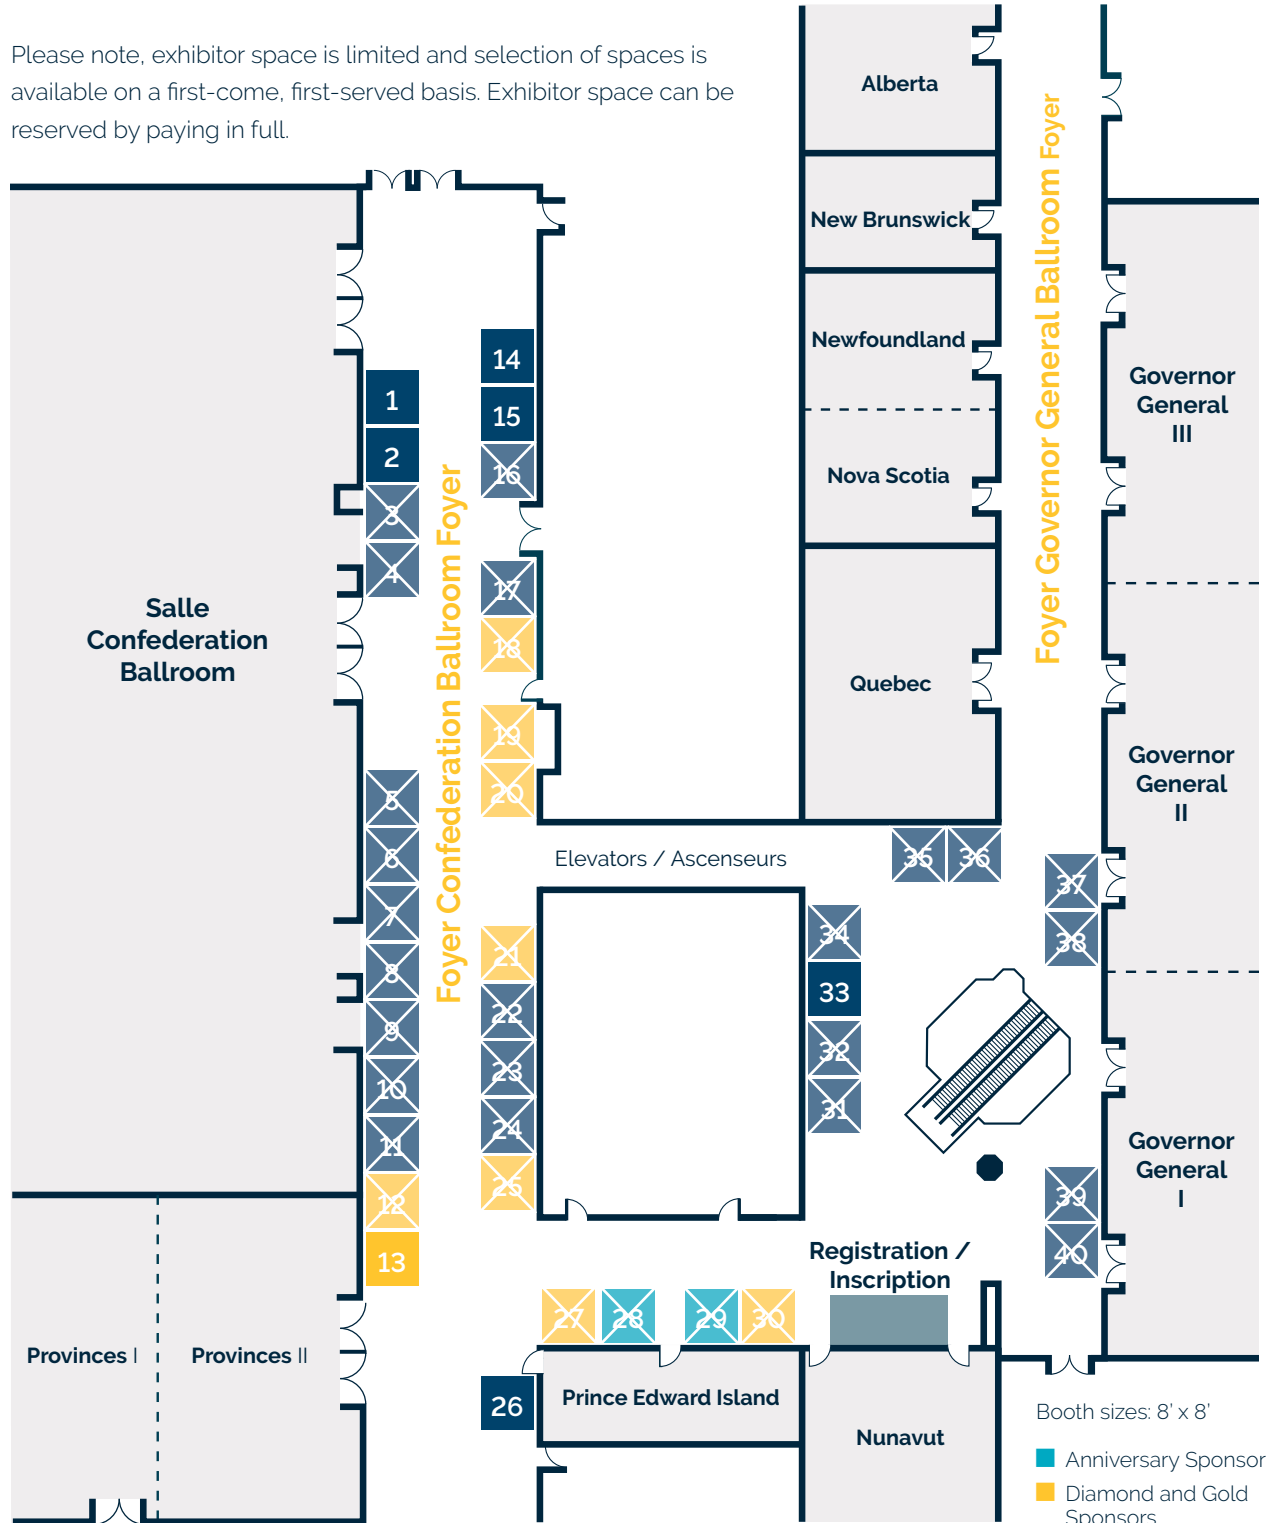 Please note, exhibitor space is limited and selection of spaces is
available on a first-come, first-served basis. Exhibitor space can be
reserved by paying in full.
Alberta
New Brunswick
Newfoundland
Nova Scotia
Quebec
Foyer Governor General Ballroom Foyer
Governor
General
III
Governor
General
II
Governor
General
I
Salle
Confederation
Ballroom
Foyer Confederation Ballroom Foyer
1
2
3
4
5
6
7
8
9
10
11
12
13
14
15
16
17
18
19
20
21
22
23
24
25
26
27
28
29
30
31
32
33
34
35
36
37
38
39
40
Elevators / Ascenseurs
Registration /
Inscription
Provinces I
Provinces II
Prince Edward Island
Nunavut
Booth sizes: 8’ x 8’
Anniversary Sponsor
Diamond and Gold
Sponsors